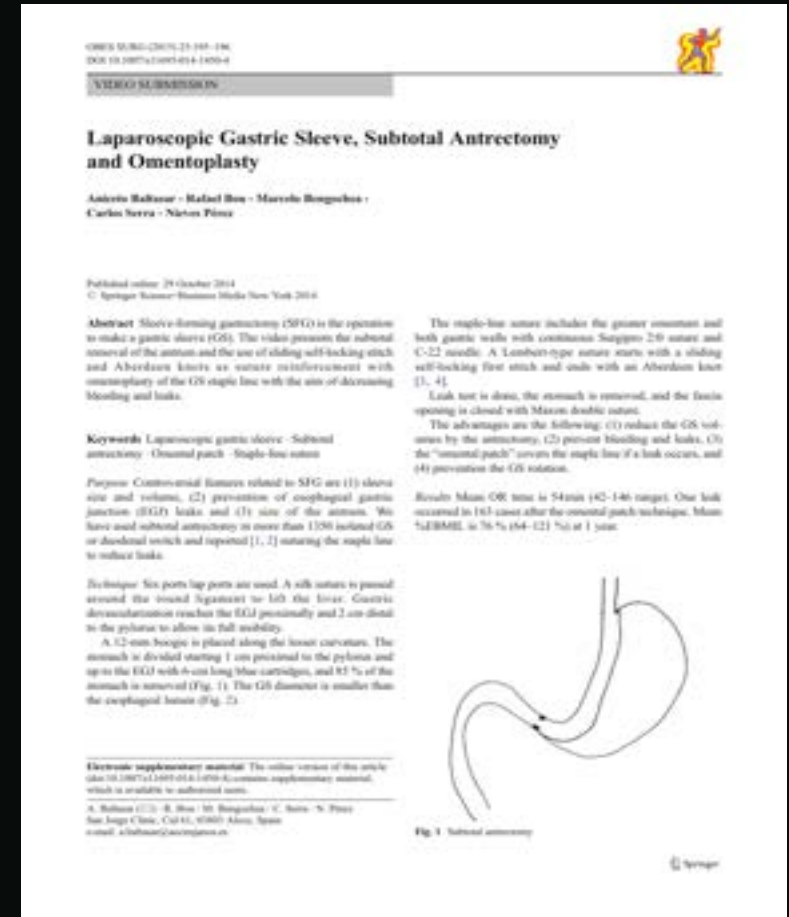 OBES SURG (2015) 25:195–196
VIDEO SUBMISSION
Laparoscopic Gastric Sleeve, Subtotal Antrectomy
and Omentoplasty
Aniceto Baltasar · Rafael Bou · Marcelo Bengochea ·
Carlos Serra · Nieves Pérez
Published online: 29 October 2014
© Springer Science+Business Media New York 2014
Abstract Sleeve-forming gastrectomy (SFG) is the operation
to make a gastric sleeve (GS). The video presents the subtotal
removal of the antrum and the use of sliding self-locking stitch
and Aberdeen knots as suture reinforcement with
omentoplasty of the GS staple line with the aim of decreasing
bleeding and leaks.
Keywords Laparoscopic gastric sleeve · Subtotal
antrectomy · Omental patch · Staple-line suture
Purpose Controversial features related to SFG are (1) sleeve
size and volume, (2) prevention of esophageal gastric
junction (EGJ) leaks and (3) size of the antrum. We
have used subtotal antrectomy in more than 1350 isolated GS
or duodenal switch and reported [1, 2] suturing the staple line
to reduce leaks.
Technique Six ports lap ports are used. A silk suture is passed
around the round ligament to lift the liver. Gastric
devascularization reaches the EGJ proximally and 2 cm distal
to the pylorus to allow its full mobility.
A 12-mm bougie is placed along the lesser curvature. The
stomach is divided starting 1 cm proximal to the pylorus and
up to the EGJ with 6-cm long blue cartridges, and 85 % of the
stomach is removed (Fig. 1). The GS diameter is smaller than
the esophageal lumen (Fig. 2).
Electronic supplementary material The online version of this article
contains supplementary material,
which is available to authorized users.
A. Baltasar · R. Bou · M. Bengochea · C. Serra · N. Pérez
San Jorge Clinic, Alcoy, Spain
The staple-line suture includes the greater omentum and
both gastric walls with continuous Surgipro 2/0 suture and
C-22 needle. A Lembert-type suture starts with a sliding
self-locking first stitch and ends with an Aberdeen knot
[3, 4].
Leak test is done, the stomach is removed, and the fascia
opening is closed with Maxon double suture.
The advantages are the following: (1) reduce the GS vol-
umes by the antrectomy, (2) prevent bleeding and leaks, (3)
the "omental patch" covers the staple line if a leak occurs, and
(4) prevention the GS rotation.
Results Mean OR time is 54min (42–146 range). One leak
occurred in 163 cases after the omental patch technique. Mean
%EBMIL is 76 % (64–121 %) at 1 year.
Fig. 1 Subtotal antrectomy
Springer